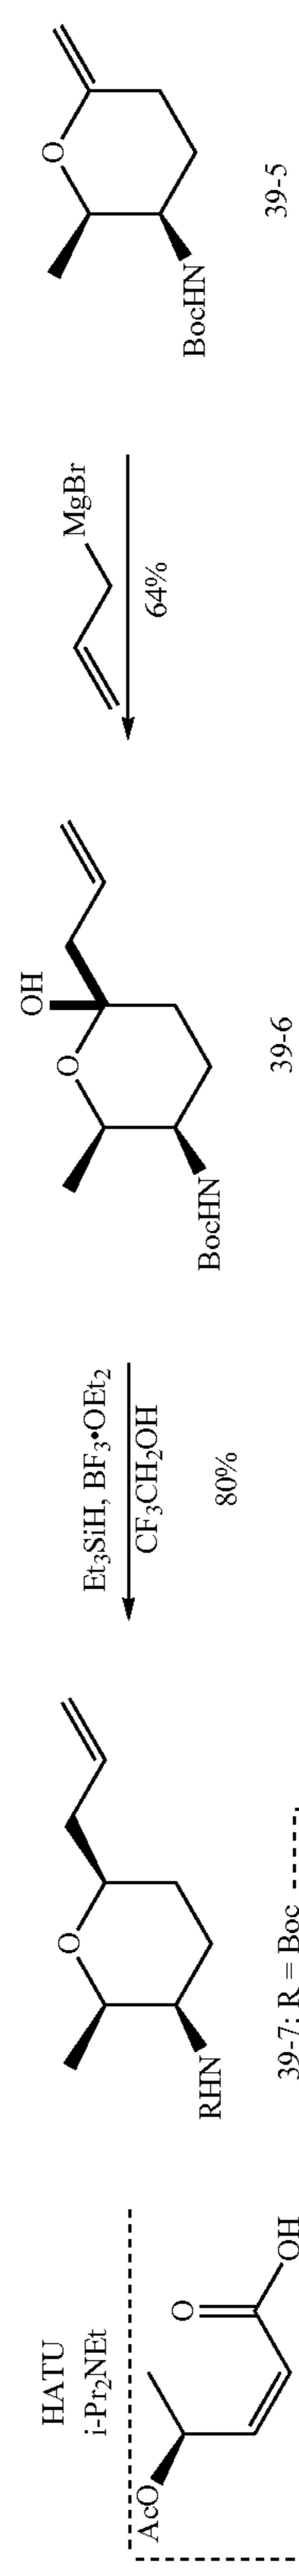 HATU
i-Pr₂NEt
AcO
O
OH
O
RHN
39-7: R = Boc
Et₃SiH, BF₃•OEt₂
CF₃CH₂OH
80%
OH
O
BocHN
39-6
MgBr
64%
O
BocHN
39-5